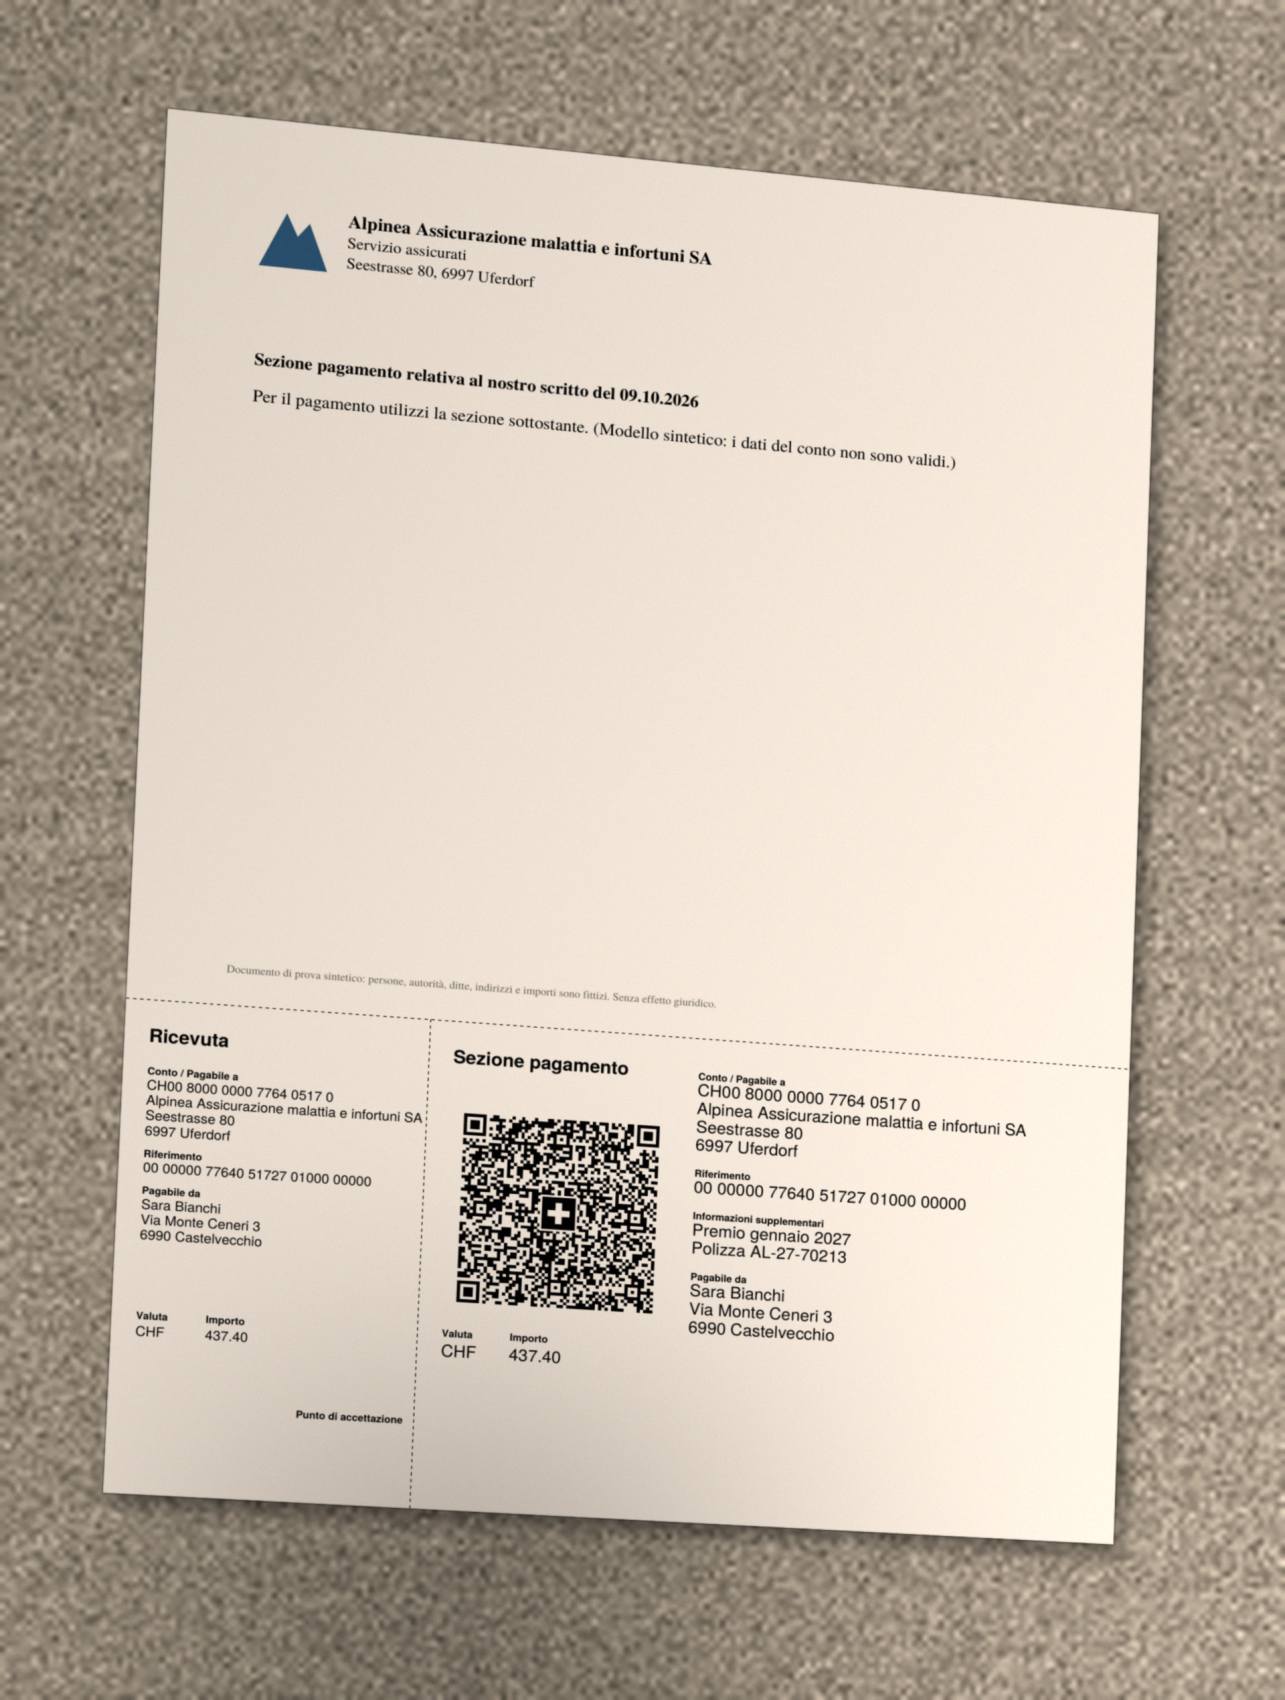 Alpinea Assicurazione malattia e infortuni SA
Servizio assicurati
Seestrasse 80, 6997 Uferdorf
Sezione pagamento relativa al nostro scritto del 09.10.2026
Per il pagamento utilizzi la sezione sottostante. (Modello sintetico: i dati del conto non sono validi.)
Documento di prova sintetico: persone, autorità, ditte, indirizzi e importi sono fittizi. Senza effetto giuridico.
Ricevuta
Conto / Pagabile a
CH00 8000 0000 7764 0517 0
Alpinea Assicurazione malattia e infortuni SA
Seestrasse 80
6997 Uferdorf
Riferimento
00 00000 77640 51727 01000 00000
Pagabile da
Sara Bianchi
Via Monte Ceneri 3
6990 Castelvecchio
Valuta Importo
CHF 437.40
Punto di accettazione
Sezione pagamento
Valuta Importo
CHF 437.40
Conto / Pagabile a
CH00 8000 0000 7764 0517 0
Alpinea Assicurazione malattia e infortuni SA
Seestrasse 80
6997 Uferdorf
Riferimento
00 00000 77640 51727 01000 00000
Informazioni supplementari
Premio gennaio 2027
Polizza AL-27-70213
Pagabile da
Sara Bianchi
Via Monte Ceneri 3
6990 Castelvecchio